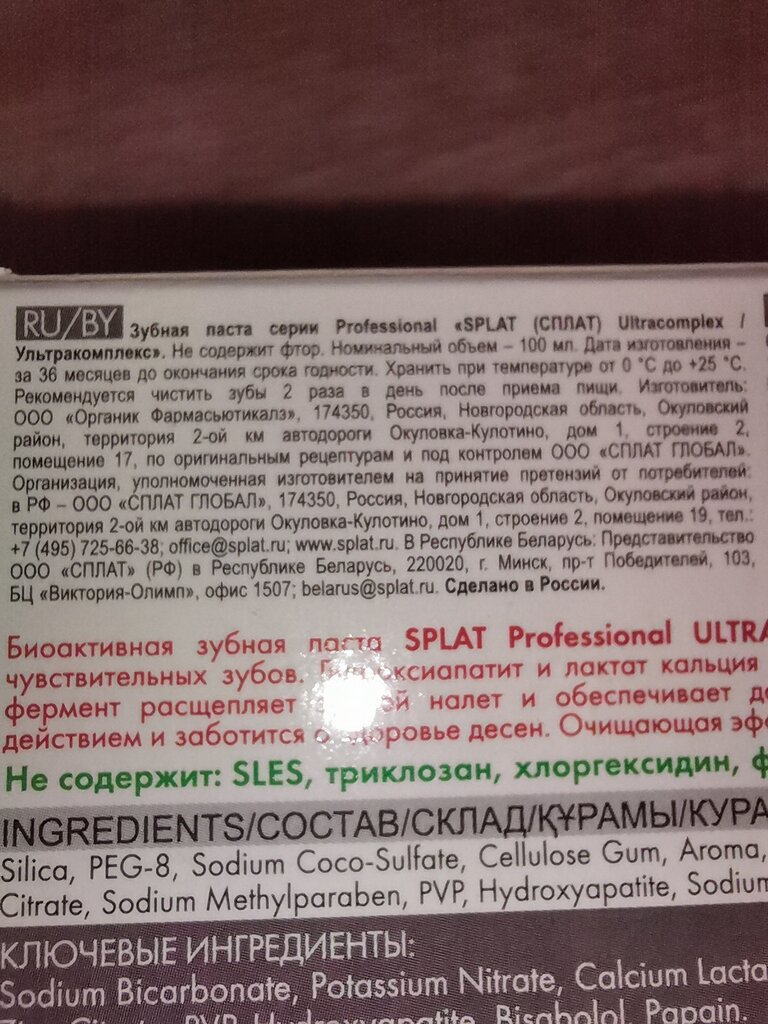 RU/BY Зубная паста серии Professional «SPLAT (СПЛАТ) Ultracomplex /
Ультракомплекс». Не содержит фтор. Номинальный объем – 100 мл. Дата изготовления –
за 36 месяцев до окончания срока годности. Хранить при температуре от 0 °С до +25 °С.
Рекомендуется чистить зубы 2 раза в день после приема пищи. Изготовитель:
ООО «Органик Фармасьютикалз», 174350, Россия, Новгородская область, Окуловский
район, территория 2-ой км автодороги Окуловка-Кулотино, дом 1, строение 2,
помещение 17, по оригинальным рецептурам и под контролем ООО «СПЛАТ ГЛОБАЛ».
Организация, уполномоченная изготовителем на принятие претензий от потребителей:
в РФ – ООО «СПЛАТ ГЛОБАЛ», 174350, Россия, Новгородская область, Окуловский район,
территория 2-ой км автодороги Окуловка-Кулотино, дом 1, строение 2, помещение 19, тел.:
+7 (495) 725-66-38; office@splat.ru; www.splat.ru. В Республике Беларусь: Представительство
ООО «СПЛАТ» (РФ) в Республике Беларусь, 220020, г. Минск, пр-т Победителей, 103,
БЦ «Виктория-Олимп», офис 1507; belarus@splat.ru. Сделано в России.
Биоактивная зубная паста SPLAT Professional ULTRA
чувствительных зубов. и лактат кальция
фермент расщепляет налет и обеспечивает
действием и заботится о здоровье десен. Очищающая
Не содержит: SLES, триклозан, хлоргексидин,
INGREDIENTS/СОСТАВ/СКЛАД/ҚҰРАМЫ/КУРА
Silica, PEG-8, Sodium Coco-Sulfate, Cellulose Gum, Aroma,
Citrate, Sodium Methylparaben, PVP, Hydroxyapatite, Sodium
КЛЮЧЕВЫЕ ИНГРЕДИЕНТЫ:
Sodium Bicarbonate, Potassium Nitrate, Calcium Lacta
Citrate, PVP, Hydroxyapatite, Bisabolol, Papain.